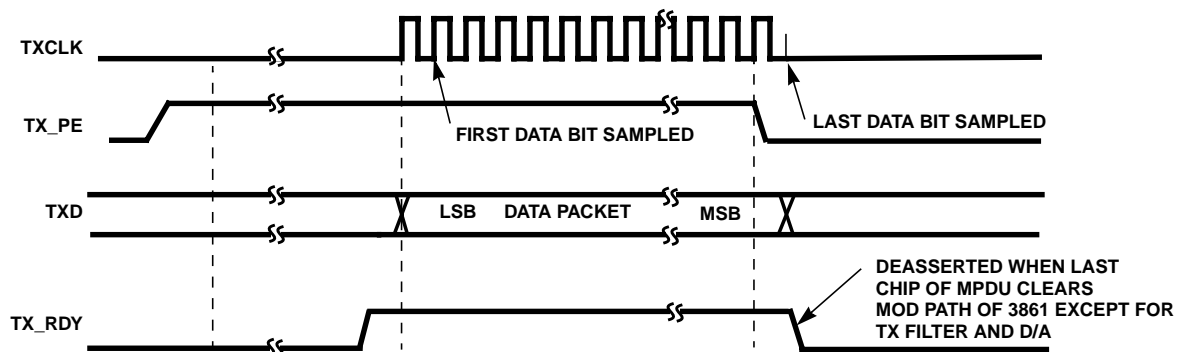 TXCLK
FIRST DATA BIT SAMPLED
LAST DATA BIT SAMPLED
TX_PE
TXD
LSB DATA PACKET MSB
DEASSERTED WHEN LAST
CHIP OF MPDU CLEARS
MOD PATH OF 3861 EXCEPT FOR
TX FILTER AND D/A
TX_RDY